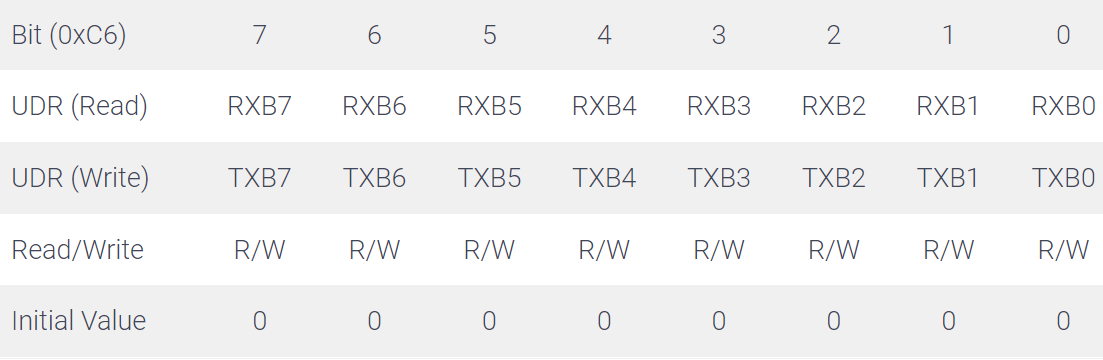 Bit (0xC6) 7 6 5 4 3 2 1 0
UDR (Read) RXB7 RXB6 RXB5 RXB4 RXB3 RXB2 RXB1 RXB0
UDR (Write) TXB7 TXB6 TXB5 TXB4 TXB3 TXB2 TXB1 TXB0
Read/Write R/W R/W R/W R/W R/W R/W R/W R/W
Initial Value 0 0 0 0 0 0 0 0